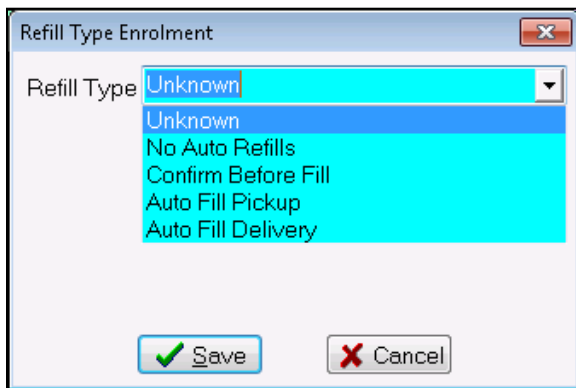 Refill Type Enrolment
Refill Type Unknown
Unknown
No Auto Refills
Confirm Before Fill
Auto Fill Pickup
Auto Fill Delivery
Save Cancel